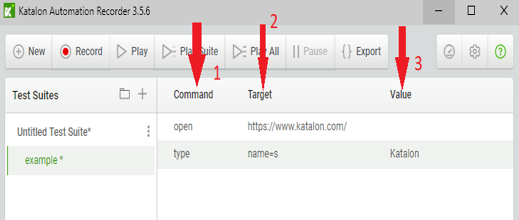 Katalon Automation Recorder 3.5.6
2
New Record Play Play Suite Play All Pause Export
1
3
Test Suites
Command Target Value
Untitled Test Suite*
open https://www.katalon.com/
example *
type name=s Katalon